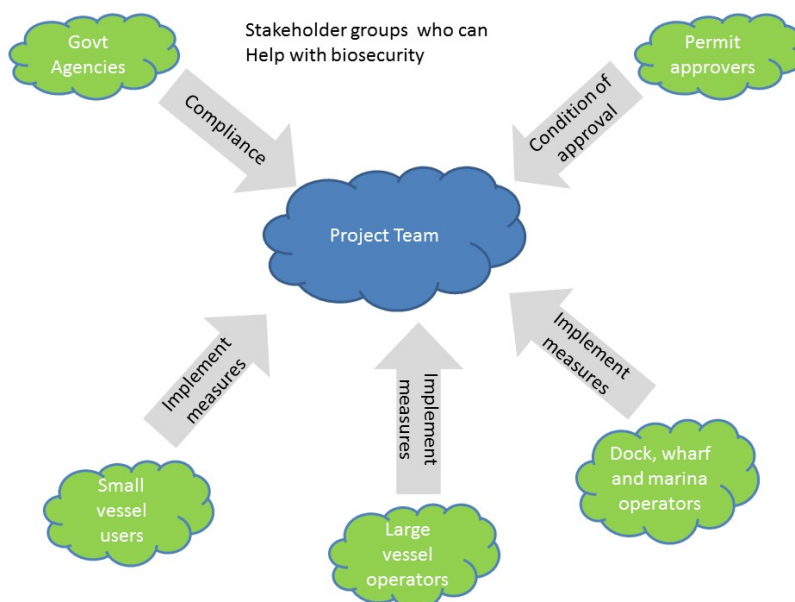 Stakeholder groups who can
Help with biosecurity
Govt
Agencies
Permit
approvers
Compliance
Condition of
approval
Project Team
Implement
measures
Implement
measures
Implement
measures
Small
vessel
users
Large
vessel
operators
Dock, wharf
and marina
operators